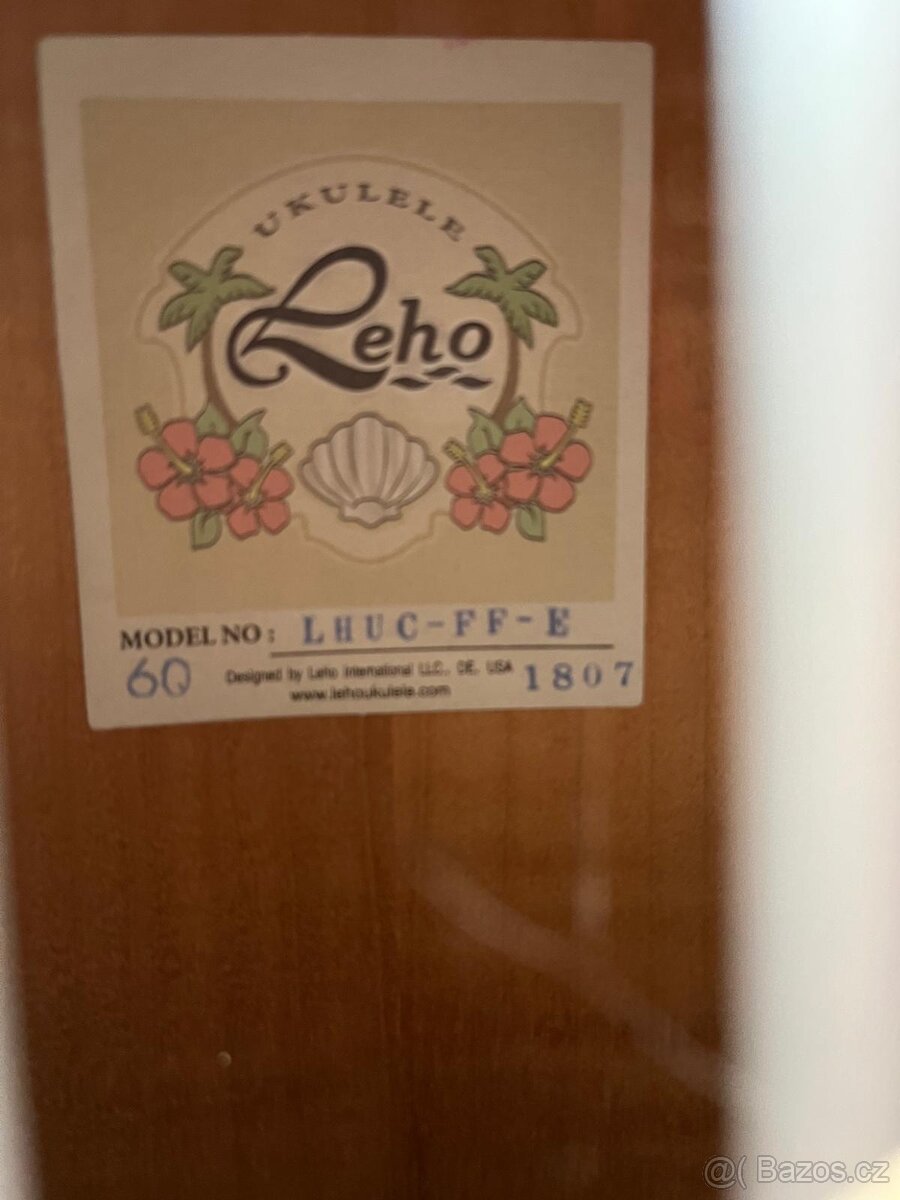 UKULELE
Leho
MODEL NO: LHUC-FF-E
6Q Designed by Leho International LLC., DE, USA 1807
www.lehoukulele.com
@( Bazos.cz